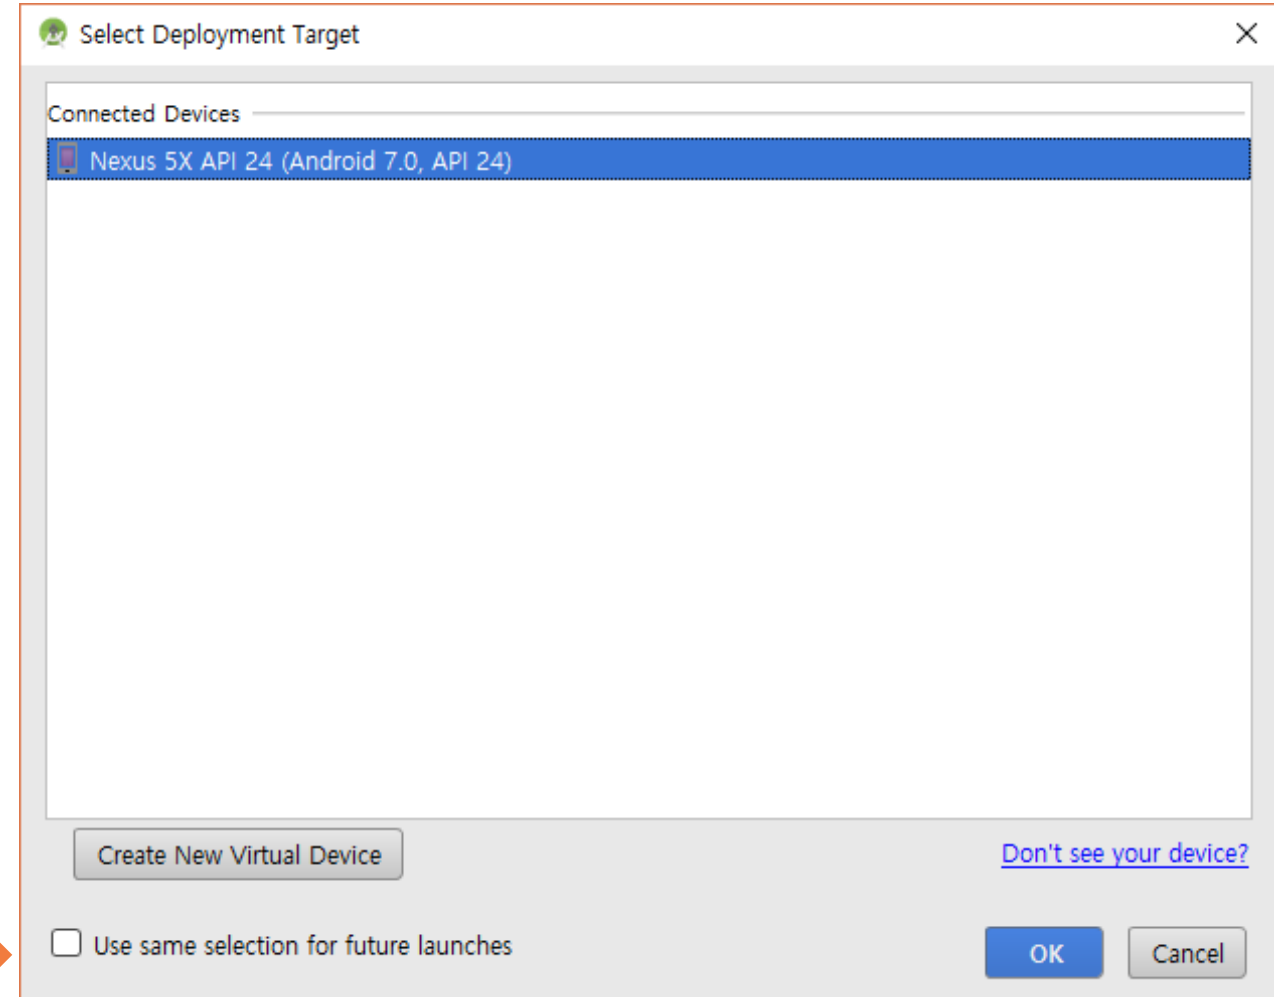 Select Deployment Target
Connected Devices
Nexus 5X API 24 (Android 7.0, API 24)
Create New Virtual Device
Don't see your device?
Use same selection for future launches
OK
Cancel